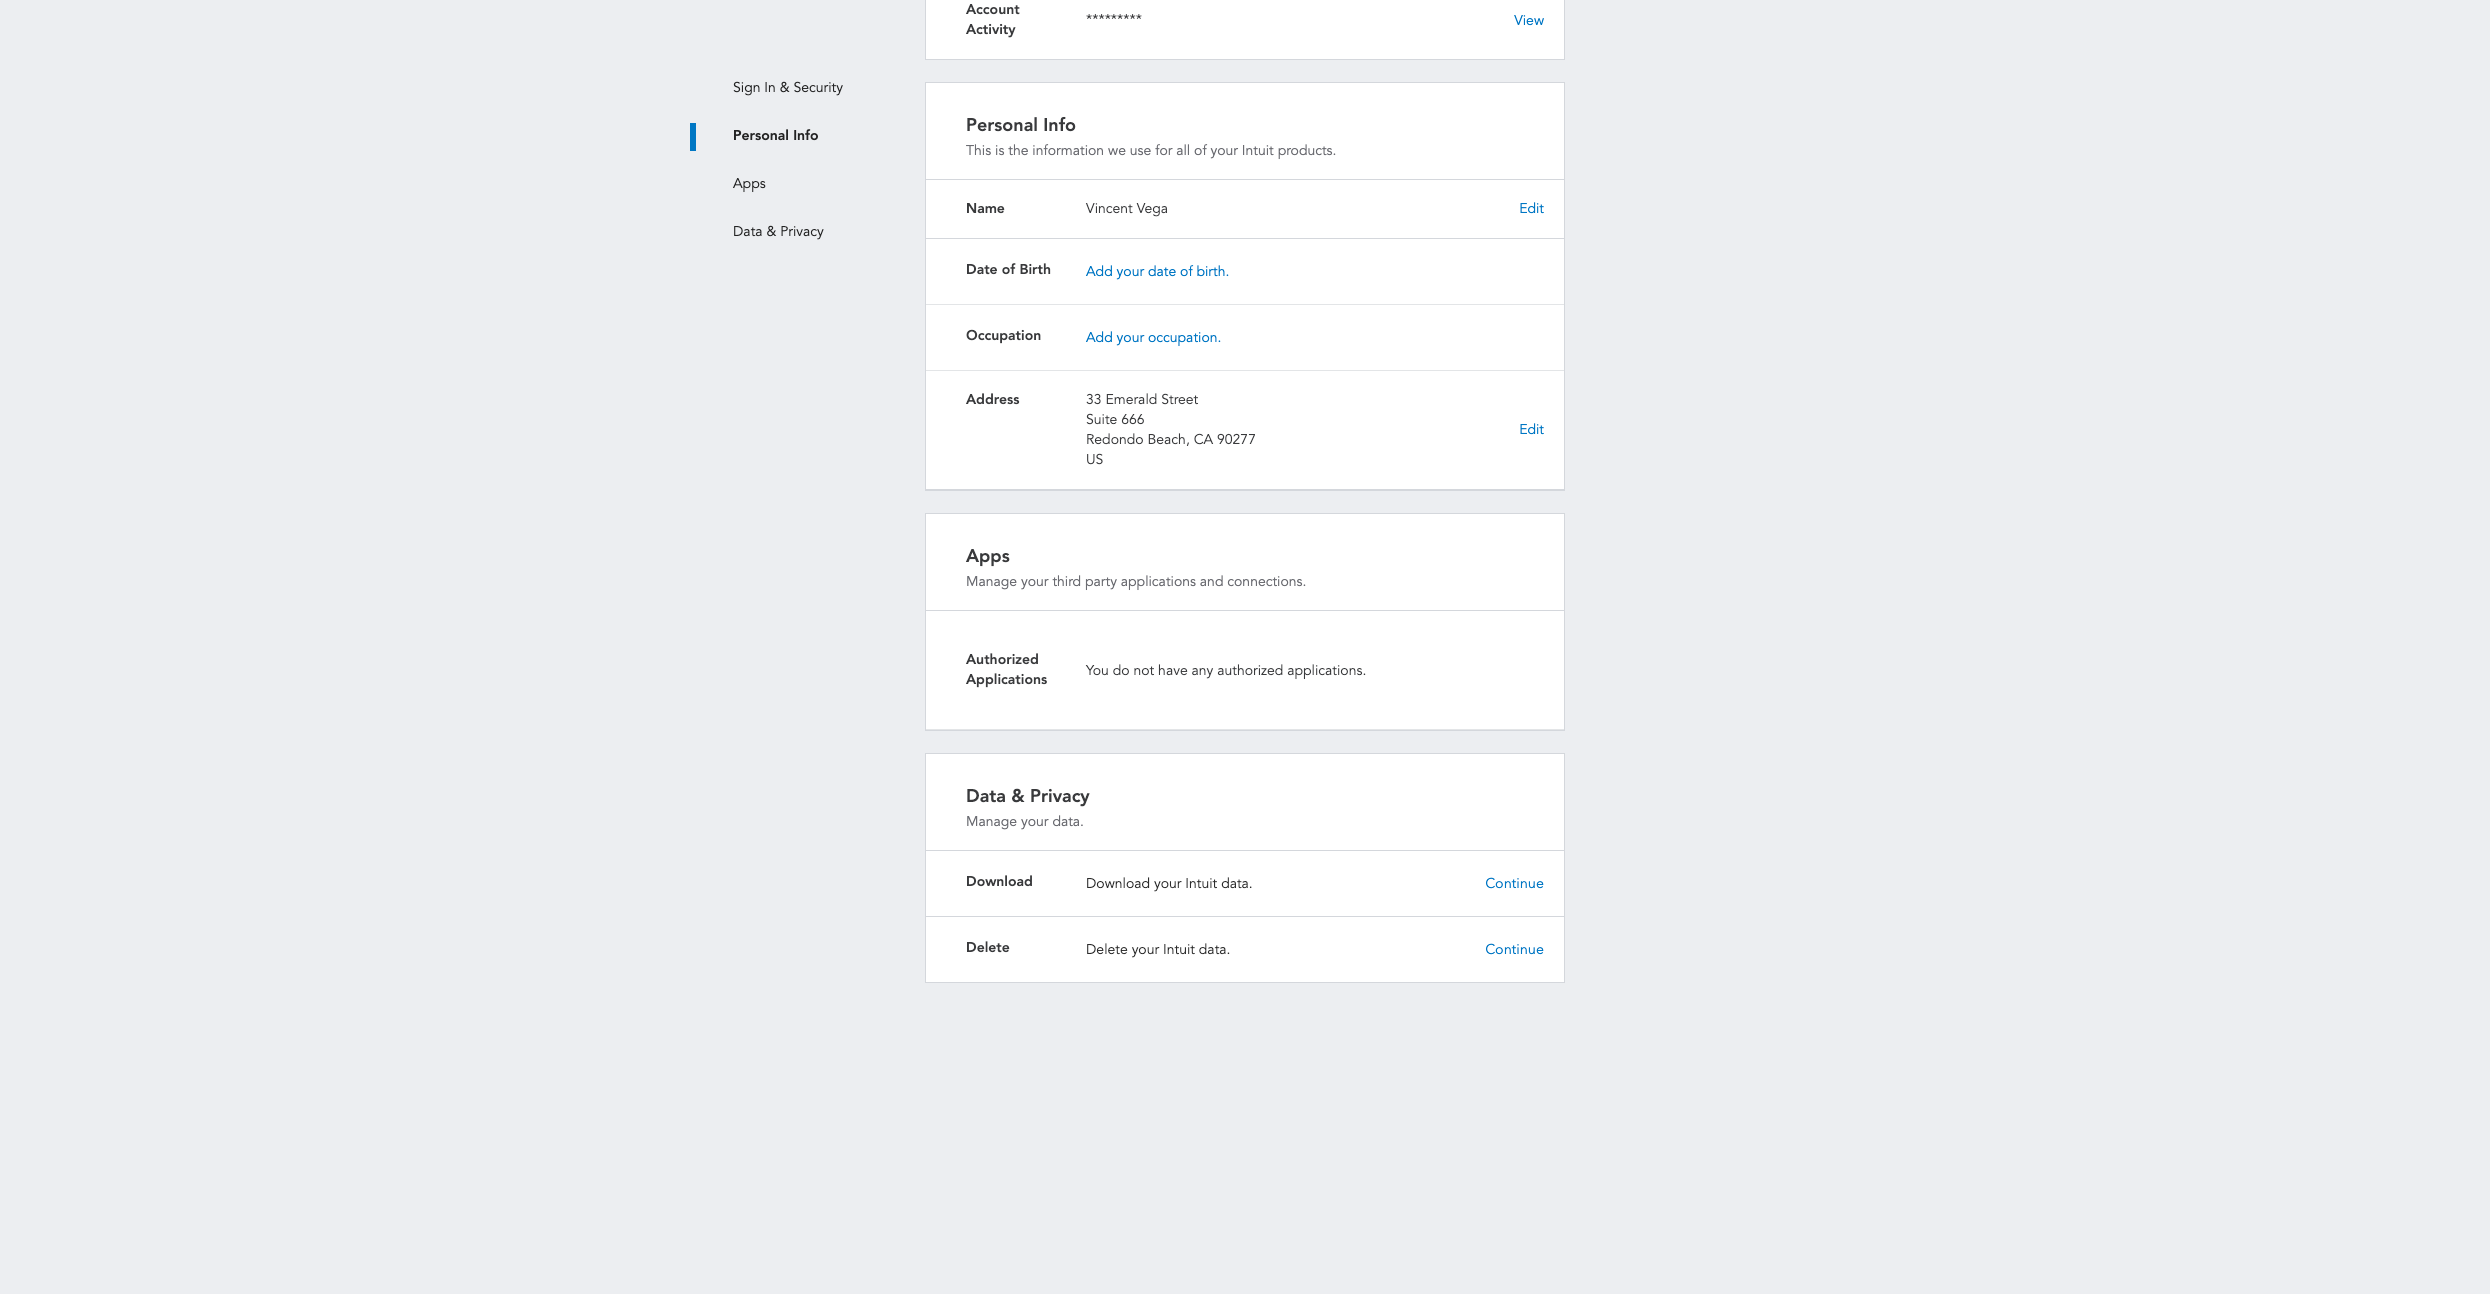 Account
Activity
*********
View
Sign In & Security
Personal Info
Apps
Data & Privacy
Personal Info
This is the information we use for all of your Intuit products.
Name
Vincent Vega
Edit
Date of Birth
Add your date of birth.
Occupation
Add your occupation.
Address
33 Emerald Street
Suite 666
Redondo Beach, CA 90277
US
Edit
Apps
Manage your third party applications and connections.
Authorized
Applications
You do not have any authorized applications.
Data & Privacy
Manage your data.
Download
Download your Intuit data.
Continue
Delete
Delete your Intuit data.
Continue